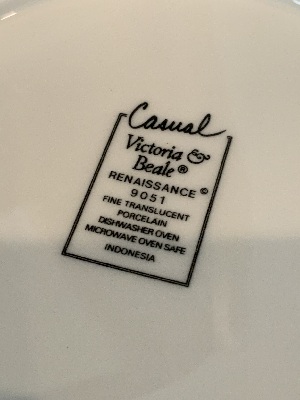 Casual
Victoria &
Beale®
RENAISSANCE ©
9051
FINE TRANSLUCENT
PORCELAIN
DISHWASHER OVEN
MICROWAVE OVEN SAFE
INDONESIA